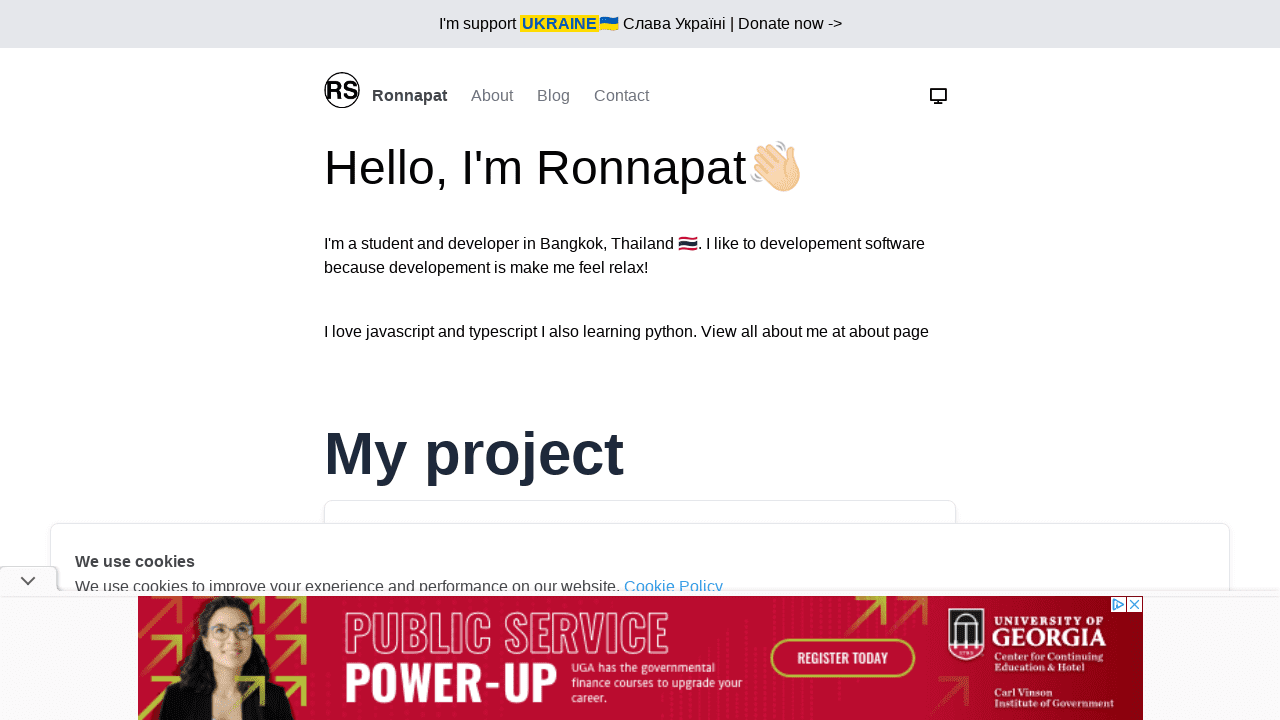 I'm support UKRAINE🇺🇦 Слава Україні | Donate now ->
RS Ronnapat About Blog Contact
Hello, I'm Ronnapat👋🏻
I'm a student and developer in Bangkok, Thailand 🇹🇭. I like to developement software
because developement is make me feel relax!
I love javascript and typescript I also learning python. View all about me at about page
My project
We use cookies
We use cookies to improve your experience and performance on our website. Cookie Policy
PUBLIC SERVICE
POWER-UP
UGA has the governmental
finance courses to upgrade your
career.
REGISTER TODAY
UNIVERSITY OF
GEORGIA
Center for Continuing
Education & Hotel
Carl Vinson
Institute of Government